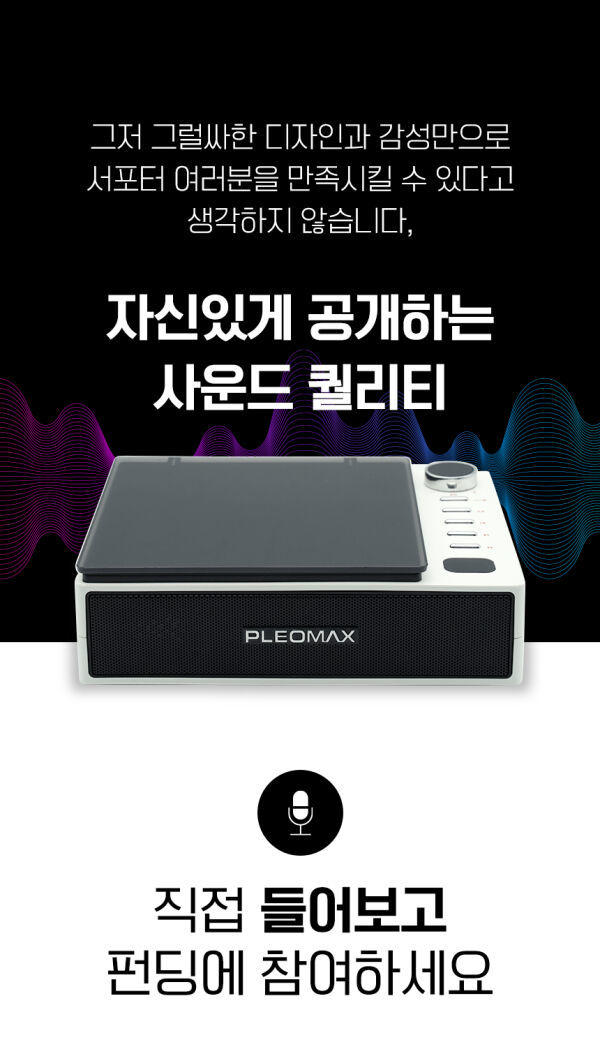 그저 그럴싸한 디자인과 감성만으로
서포터 여러분을 만족시킬 수 있다고
생각하지 않습니다,
자신있게 공개하는
사운드 퀄리티
PLEOMAX
직접 들어보고
펀딩에 참여하세요